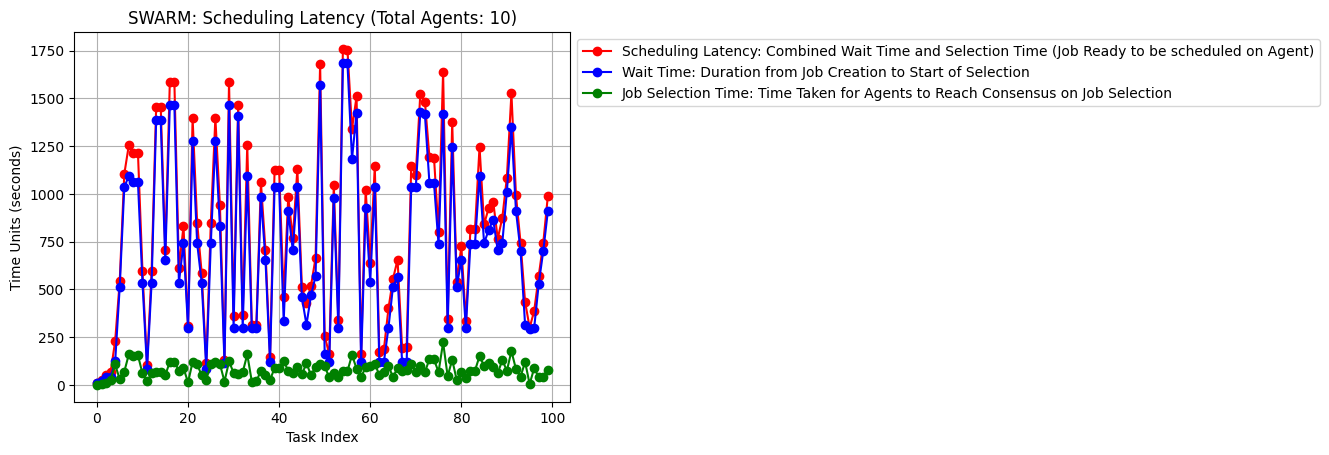 SWARM: Scheduling Latency (Total Agents: 10)
Scheduling Latency: Combined Wait Time and Selection Time (Job Ready to be scheduled on Agent)
Wait Time: Duration from Job Creation to Start of Selection
Job Selection Time: Time Taken for Agents to Reach Consensus on Job Selection
Time Units (seconds)
1750
1500
1250
1000
750
500
250
0
0 20 40 60 80 100
Task Index